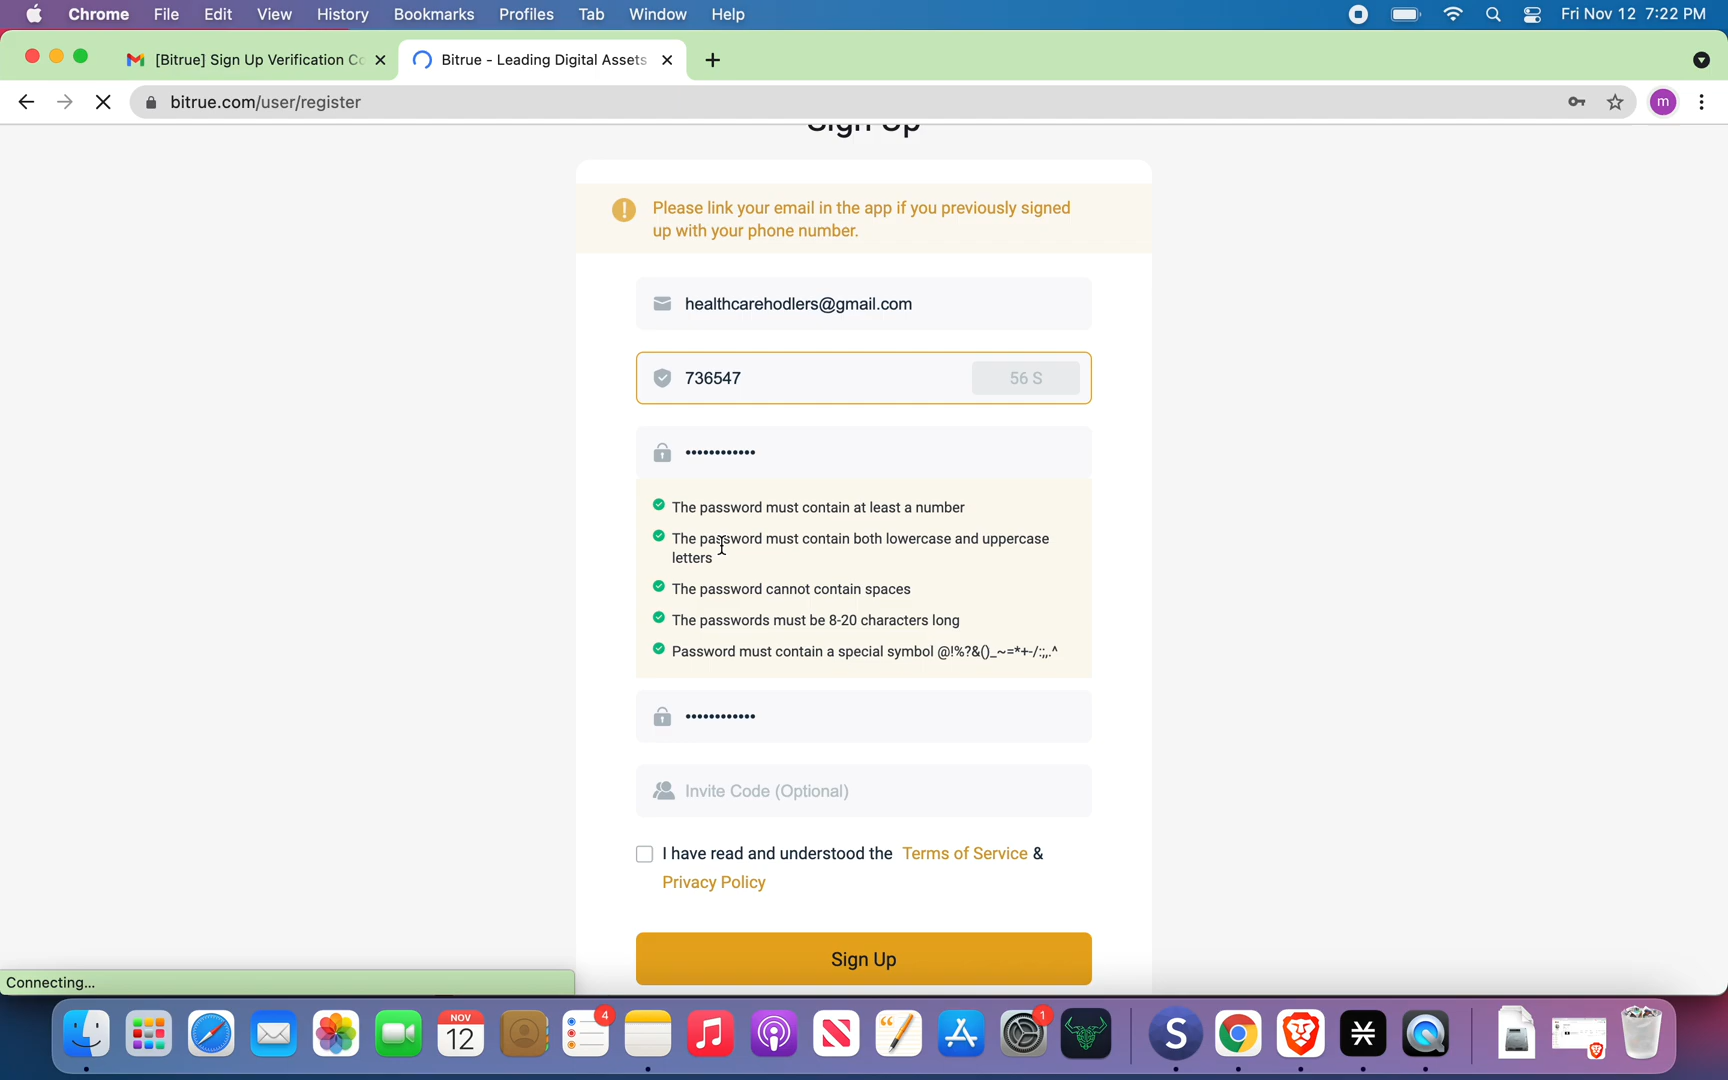 Chrome File Edit View History Bookmarks Profiles Tab Window Help Fri Nov 12 7:22 PM
[Bitrue] Sign Up Verification Co Bitrue - Leading Digital Assets
bitrue.com/user/register m
Sign Up
Please link your email in the app if you previously signed
up with your phone number.
healthcarehodlers@gmail.com
736547 56 S
••••••••••••
The password must contain at least a number
The password must contain both lowercase and uppercase
letters
The password cannot contain spaces
The passwords must be 8-20 characters long
Password must contain a special symbol @!%?&()_~=*+-/:;,.^
••••••••••••
Invite Code (Optional)
I have read and understood the Terms of Service &
Privacy Policy
Sign Up
Connecting...
NOV
12
4
1
S